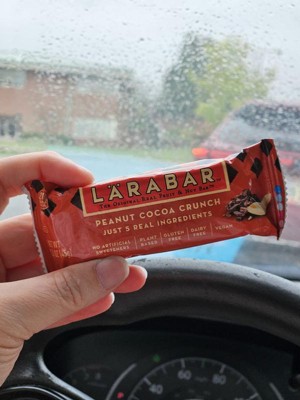 LÄRABAR
THE ORIGINAL REAL FRUIT & NUT BAR
PEANUT COCOA CRUNCH
JUST 5 REAL INGREDIENTS
NO ARTIFICIAL SWEETENERS
PLANT BASED
GLUTEN FREE
DAIRY FREE
VEGAN
40
60
80